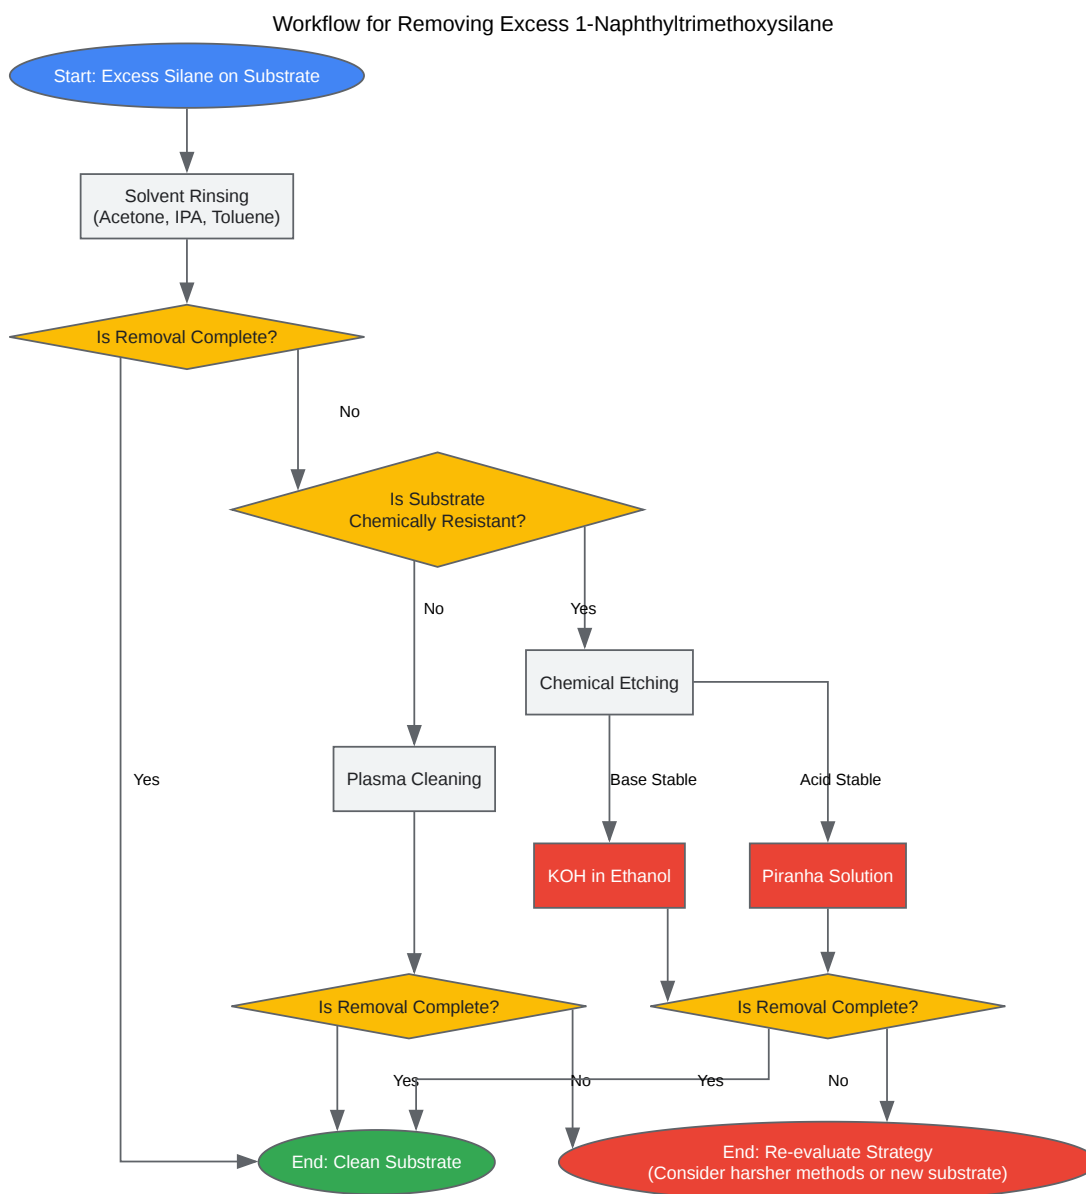 Workflow for Removing Excess 1-Naphthyltrimethoxysilane
Start: Excess Silane on Substrate
Solvent Rinsing
(Acetone, IPA, Toluene)
Is Removal Complete?
No
Is Substrate
Chemically Resistant?
No
Yes
Chemical Etching
Plasma Cleaning
Yes
Base Stable
Acid Stable
KOH in Ethanol
Piranha Solution
Is Removal Complete?
Is Removal Complete?
Yes
No
Yes
No
End: Clean Substrate
End: Re-evaluate Strategy
(Consider harsher methods or new substrate)